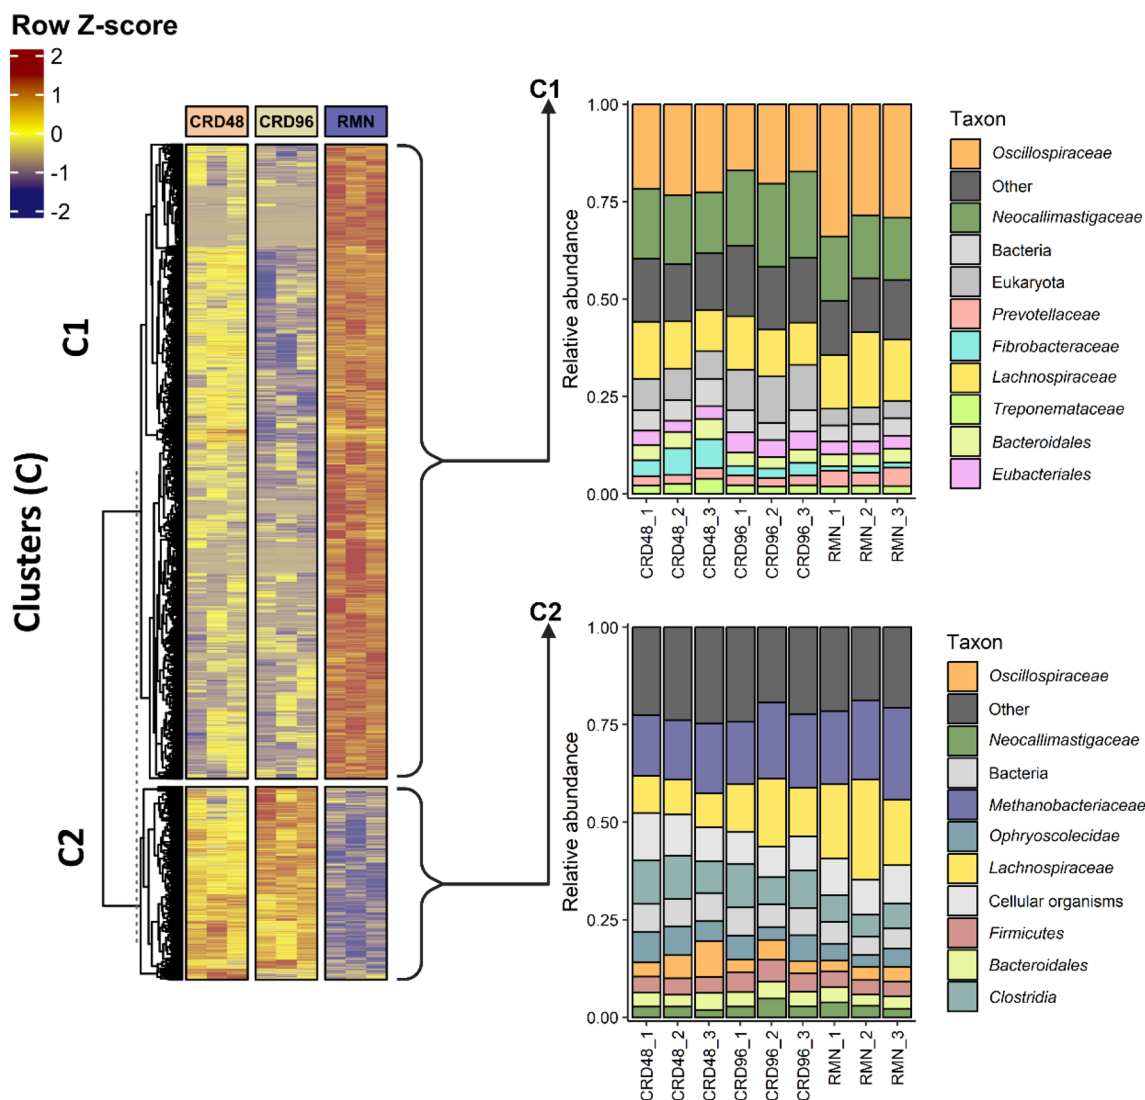 Row Z-score
2
1
0
-1
-2
CRD48
CRD96
RMN
Clusters (C)
C1
C2
C1
Relative abundance
1.00
0.75
0.50
0.25
0.00
CRD48_1
CRD48_2
CRD48_3
CRD96_1
CRD96_2
CRD96_3
RMN_1
RMN_2
RMN_3
Taxon
Oscillospiraceae
Other
Neocallimastigaceae
Bacteria
Eukaryota
Prevotellaceae
Fibrobacteraceae
Lachnospiraceae
Treponemataceae
Bacteroidales
Eubacteriales
C2
Relative abundance
1.00
0.75
0.50
0.25
0.00
CRD48_1
CRD48_2
CRD48_3
CRD96_1
CRD96_2
CRD96_3
RMN_1
RMN_2
RMN_3
Taxon
Oscillospiraceae
Other
Neocallimastigaceae
Bacteria
Methanobacteriaceae
Ophryoscolecidae
Lachnospiraceae
Cellular organisms
Firmicutes
Bacteroidales
Clostridia